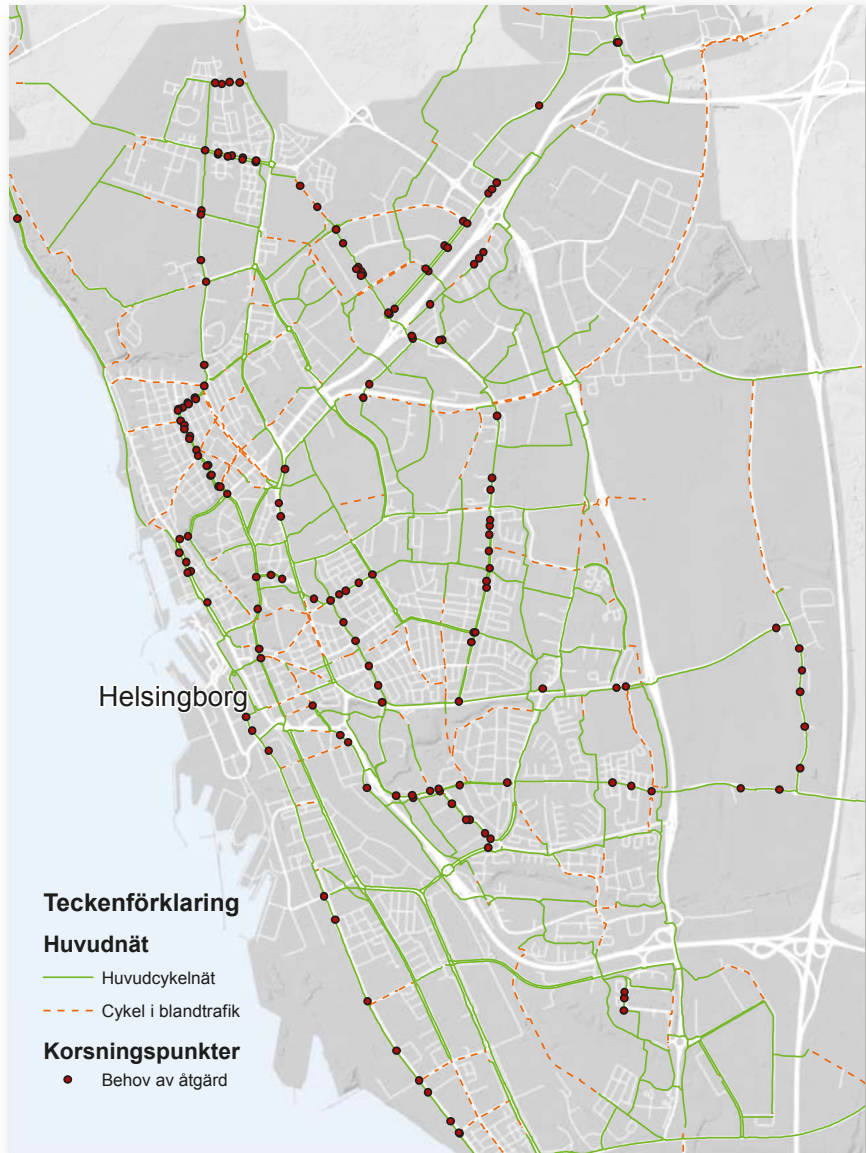 Helsingborg
Teckenförklaring
Huvudnät
Huvudcykelnät
Cykel i blandtrafik
Korsningspunkter
Behov av åtgärd